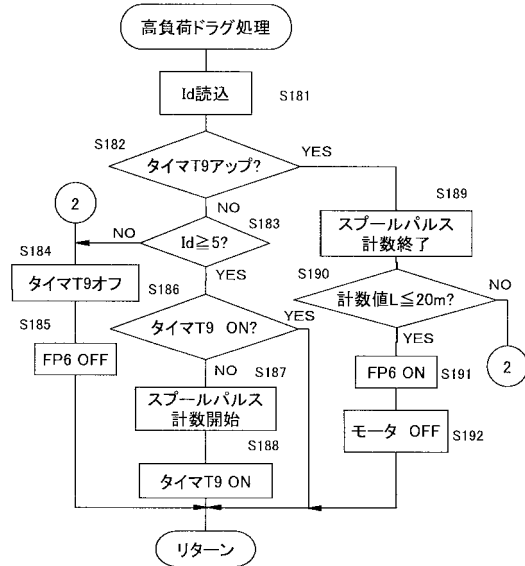 高負荷ドラグ処理
Id読込
S181
S182
タイマT9アップ?
YES
NO
S189
スプールパルス
計数終了
2
S183
NO
Id≧5?
YES
S184
タイマT9オフ
S186
S190
計数値L≦20m?
NO
YES
S185
FP6 OFF
タイマT9 ON?
YES
NO
FP6 ON
S191
2
S187
スプールパルス
計数開始
モータ OFF
S192
S188
タイマT9 ON
リターン